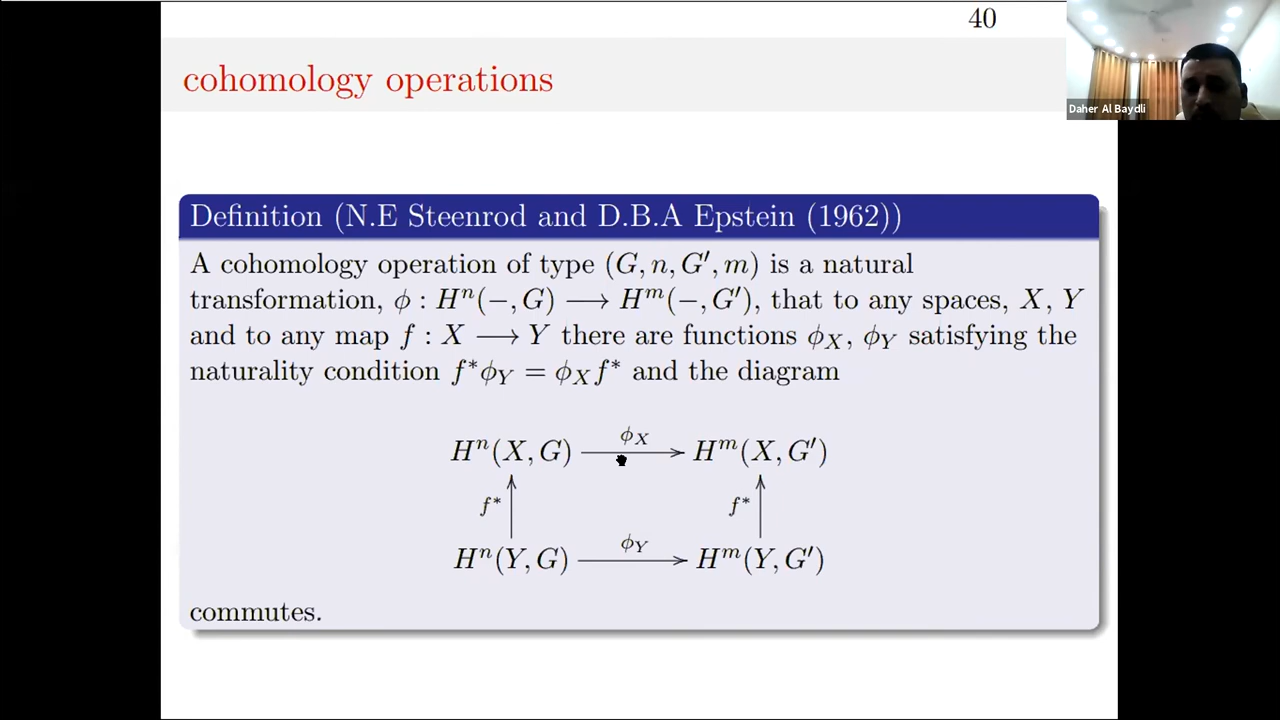 40
cohomology operations
Daher Al Baydli
Definition (N.E Steenrod and D.B.A Epstein (1962))
A cohomology operation of type (G, n, G′, m) is a natural
transformation, ϕ : Hⁿ(−, G) ⟶ Hᵐ(−, G′), that to any spaces, X, Y
and to any map f : X ⟶ Y there are functions ϕ_X, ϕ_Y satisfying the
naturality condition f*ϕ_Y = ϕ_X f* and the diagram
ϕ_X
Hⁿ(X, G) ⟶ Hᵐ(X, G′)
f* f*
ϕ_Y
Hⁿ(Y, G) ⟶ Hᵐ(Y, G′)
commutes.